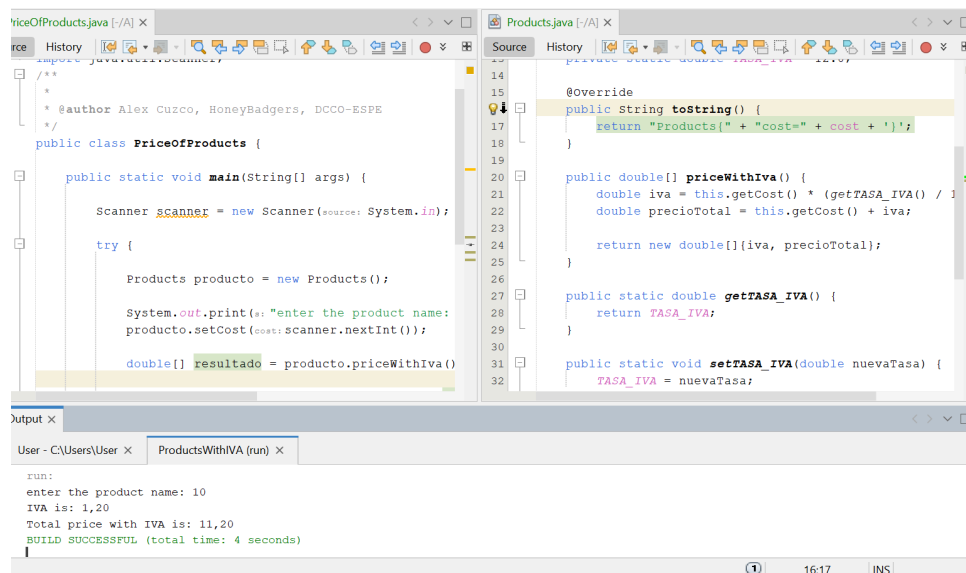 PriceOfProducts.java [-/A]
History
import java.util.Scanner;
/**
*
* @author Alex Cuzco, HoneyBadgers, DCCO-ESPE
*/
public class PriceOfProducts {
public static void main(String[] args) {
Scanner scanner = new Scanner(source: System.in);
try {
Products producto = new Products();
System.out.print(s: "enter the product name:
producto.setCost(cost: scanner.nextInt());
double[] resultado = producto.priceWithIva()
Products.java [-/A]
Source History
private static double TASA_IVA = 12.0;
14
15 @Override
public String toString() {
17 return "Products{" + "cost=" + cost + '}';
18 }
19
20 public double[] priceWithIva() {
21 double iva = this.getCost() * (getTASA_IVA() / 1
22 double precioTotal = this.getCost() + iva;
23
24 return new double[]{iva, precioTotal};
25 }
26
27 public static double getTASA_IVA() {
28 return TASA_IVA;
29 }
30
31 public static void setTASA_IVA(double nuevaTasa) {
32 TASA_IVA = nuevaTasa;
Output
User - C:\Users\User ProductsWithIVA (run)
run:
enter the product name: 10
IVA is: 1,20
Total price with IVA is: 11,20
BUILD SUCCESSFUL (total time: 4 seconds)
1 16:17 INS